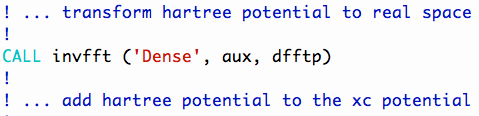 ! ... transform hartree potential to real space
!
CALL invfft ('Dense', aux, dfftp)
!
! ... add hartree potential to the xc potential